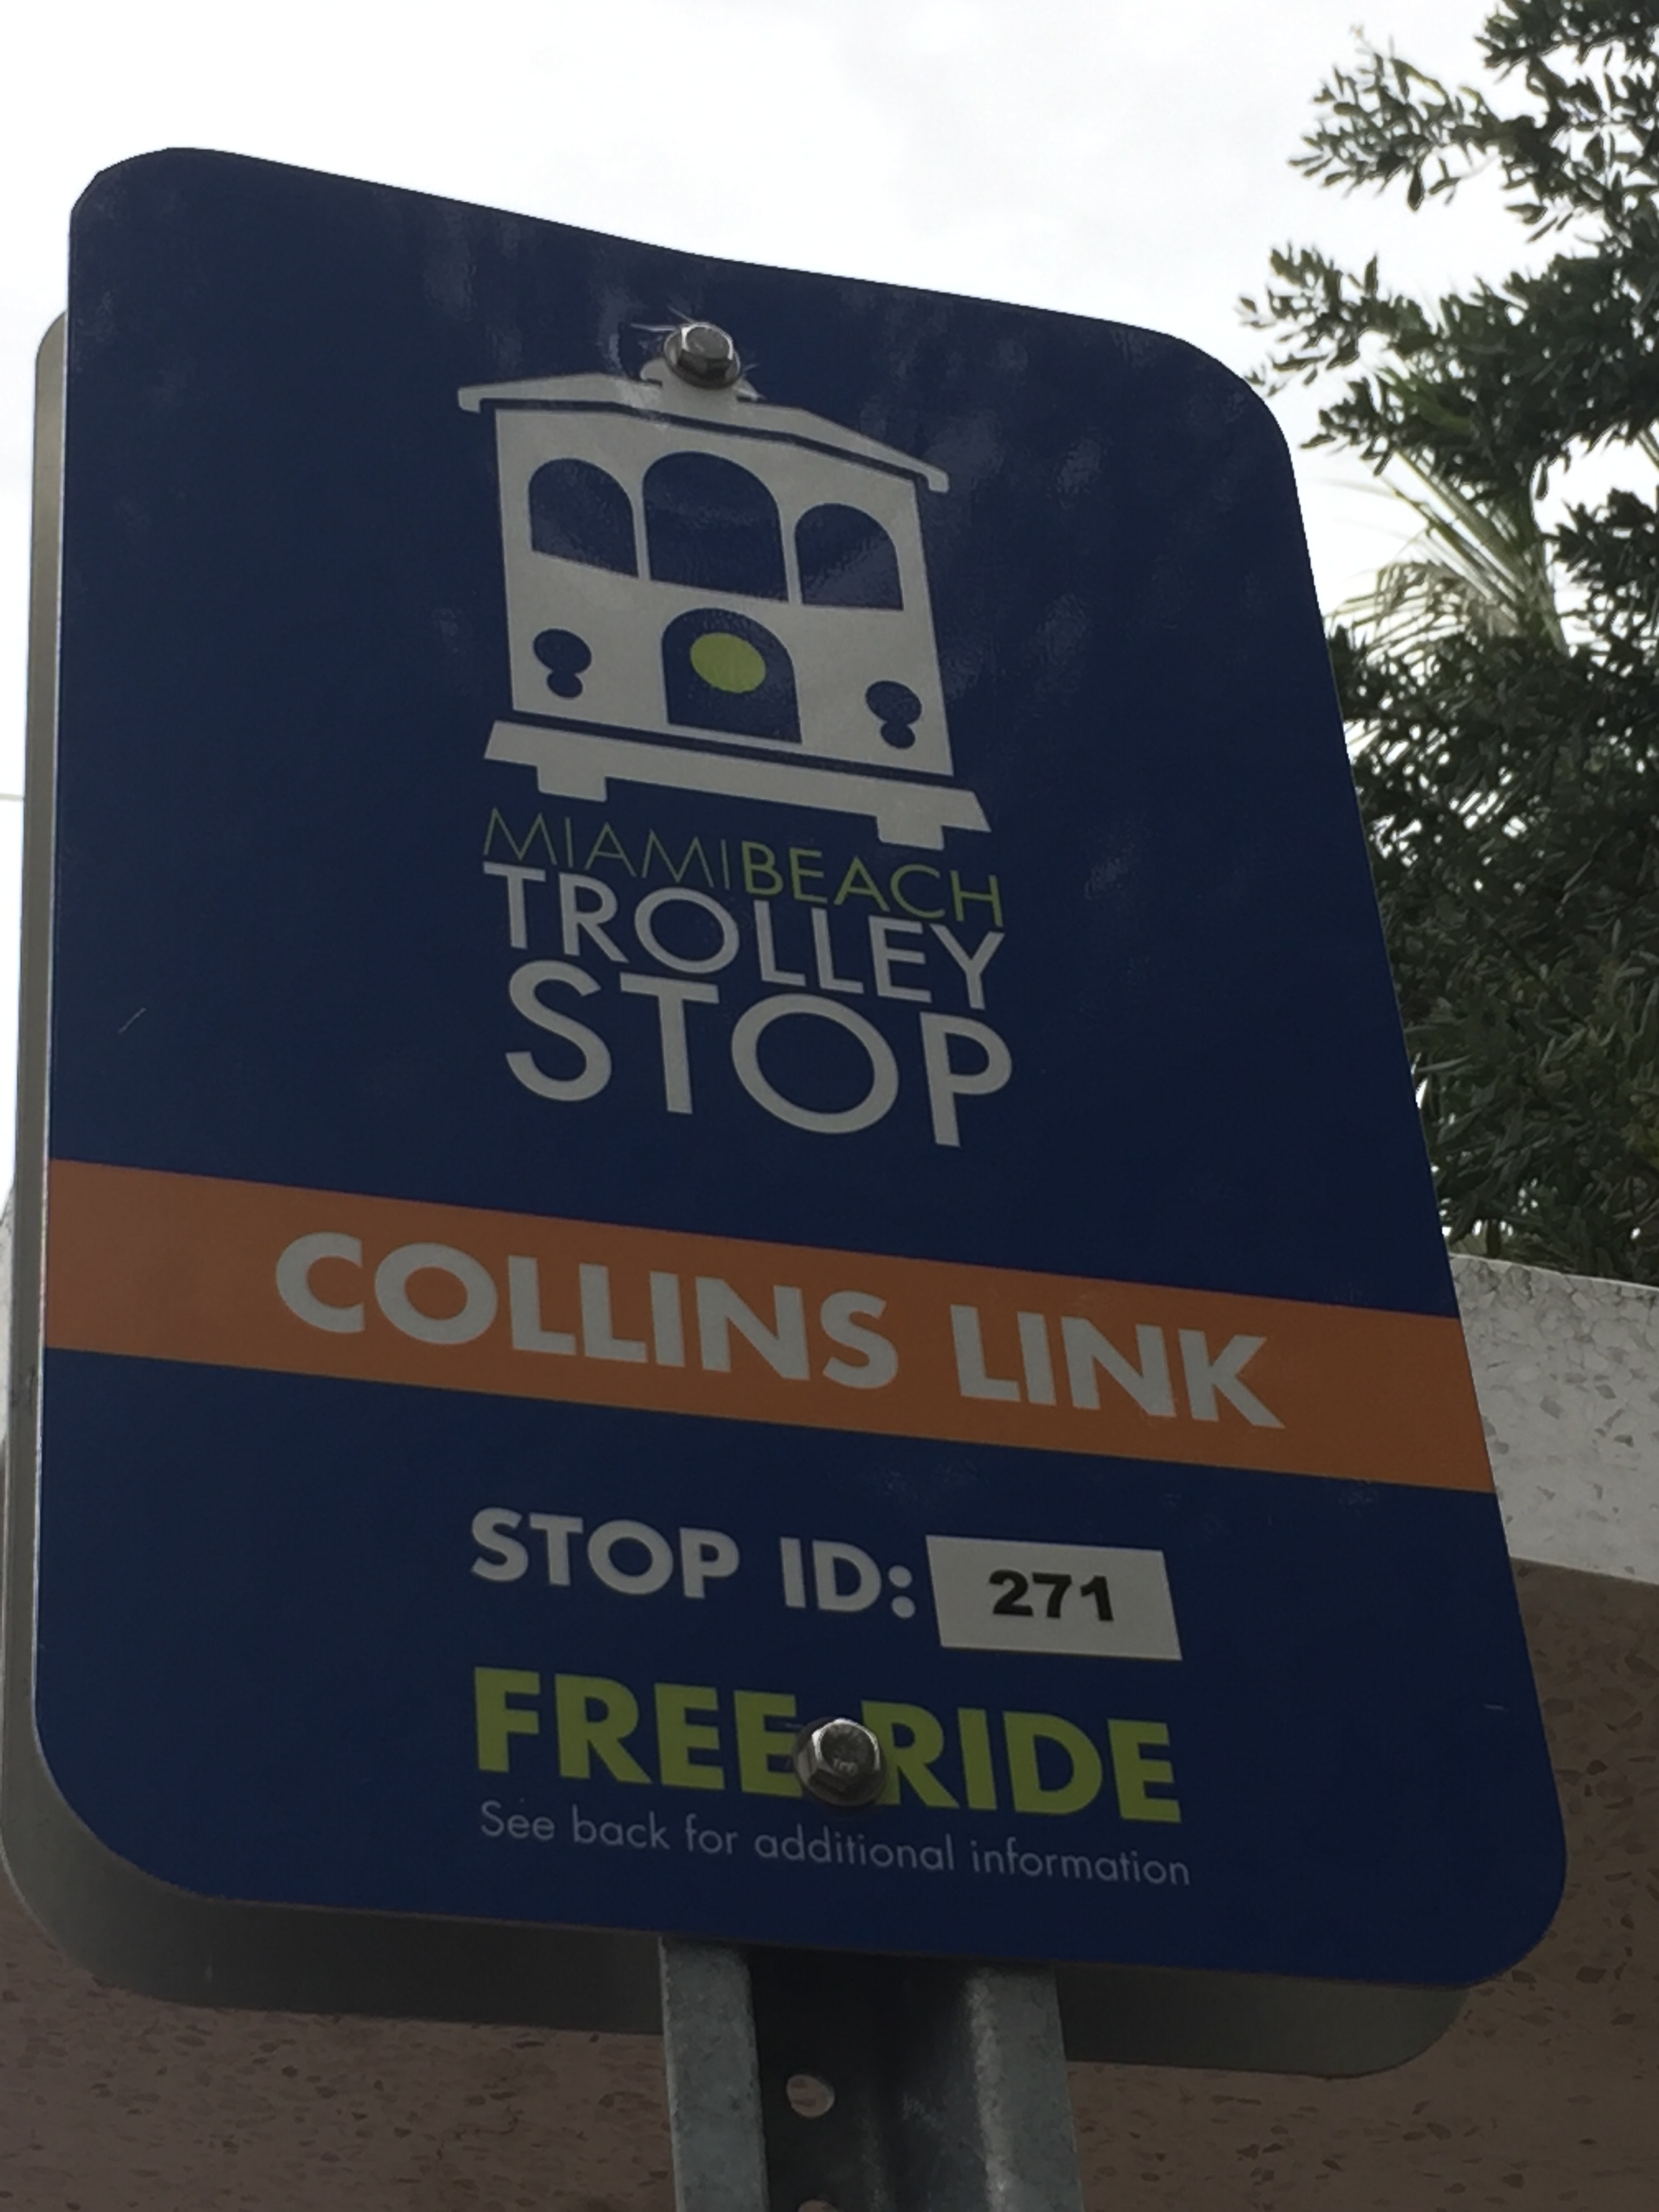 MIAMIBEACH
TROLLEY
STOP
COLLINS LINK
STOP ID: 271
FREE RIDE
See back for additional information